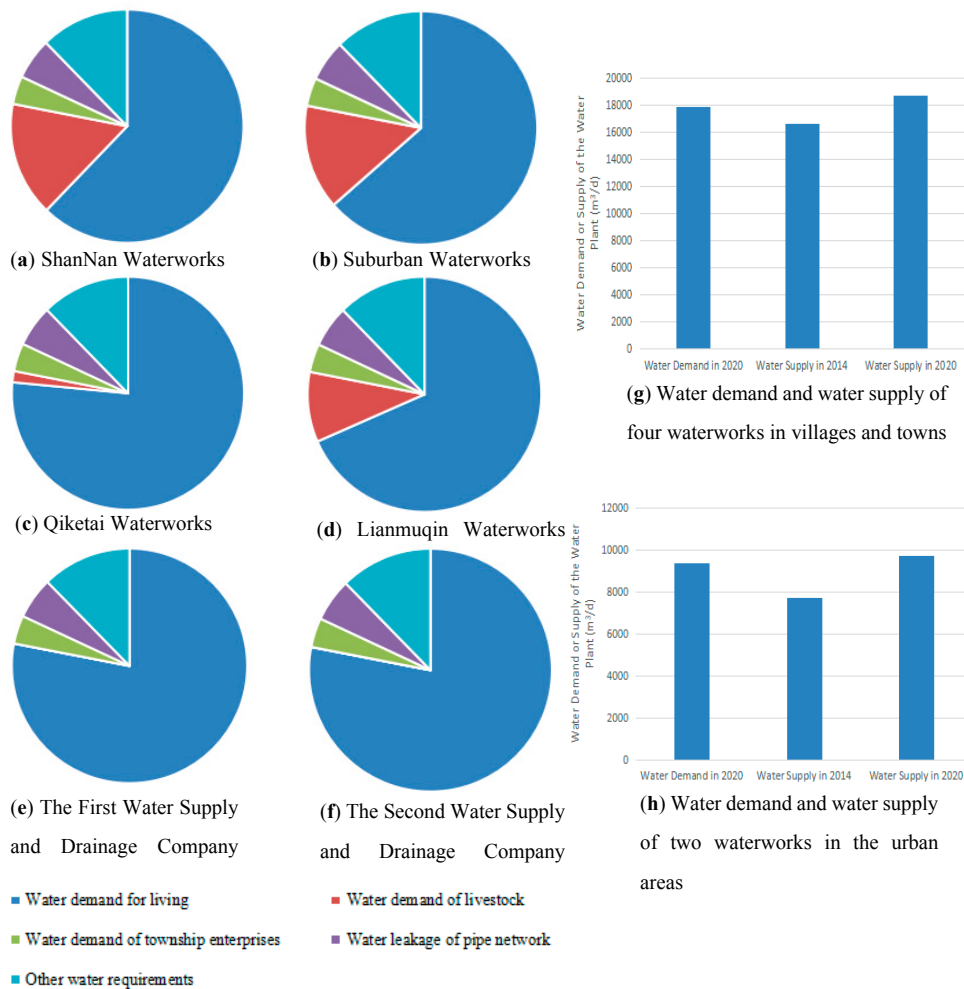 (a) ShanNan Waterworks
(b) Suburban Waterworks
(c) Qiketai Waterworks
(d) Lianmuqin Waterworks
(e) The First Water Supply
and Drainage Company
(f) The Second Water Supply
and Drainage Company
Water demand for living
Water demand of livestock
Water demand of township enterprises
Water leakage of pipe network
Other water requirements
Water Demand or Supply of the Water
Plant (m³/d)
20000
18000
16000
14000
12000
10000
8000
6000
4000
2000
0
Water Demand in 2020
Water Supply in 2014
Water Supply in 2020
(g) Water demand and water supply of
four waterworks in villages and towns
Water Demand or Supply of the Water
Plant (m³/d)
12000
10000
8000
6000
4000
2000
0
Water Demand in 2020
Water Supply in 2014
Water Supply in 2020
(h) Water demand and water supply
of two waterworks in the urban
areas